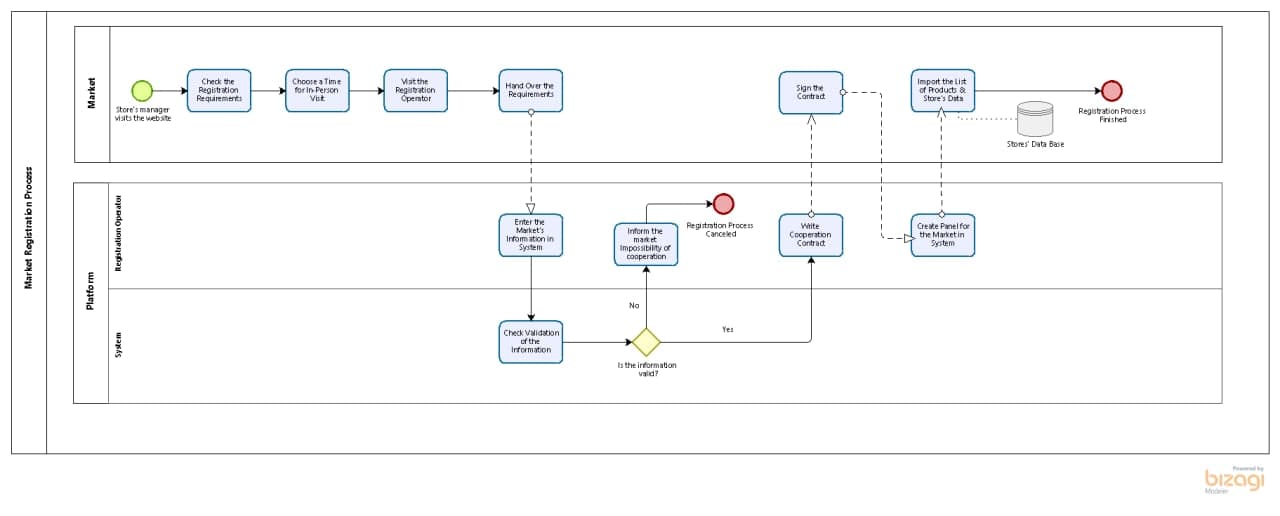 Market Registration Process
Market
Store's manager
visits the website
Check the
Registration
Requirements
Choose a Time
for In-Person
Visit
Visit the
Registration
Operator
Hand Over the
Requirements
Sign the
Contract
Import the List
of Products &
Store's Data
Stores' Data Base
Registration Process
Finished
Platform
Registration Operator
Enter the
Market's
Information in
System
Inform the
market
Impossibility of
cooperation
Registration Process
Canceled
Write
Cooperation
Contract
Create Panel for
the Market in
System
System
Check Validation
of the
Information
No
Yes
Is the information
valid?
Powered by
bizagi
Modeler